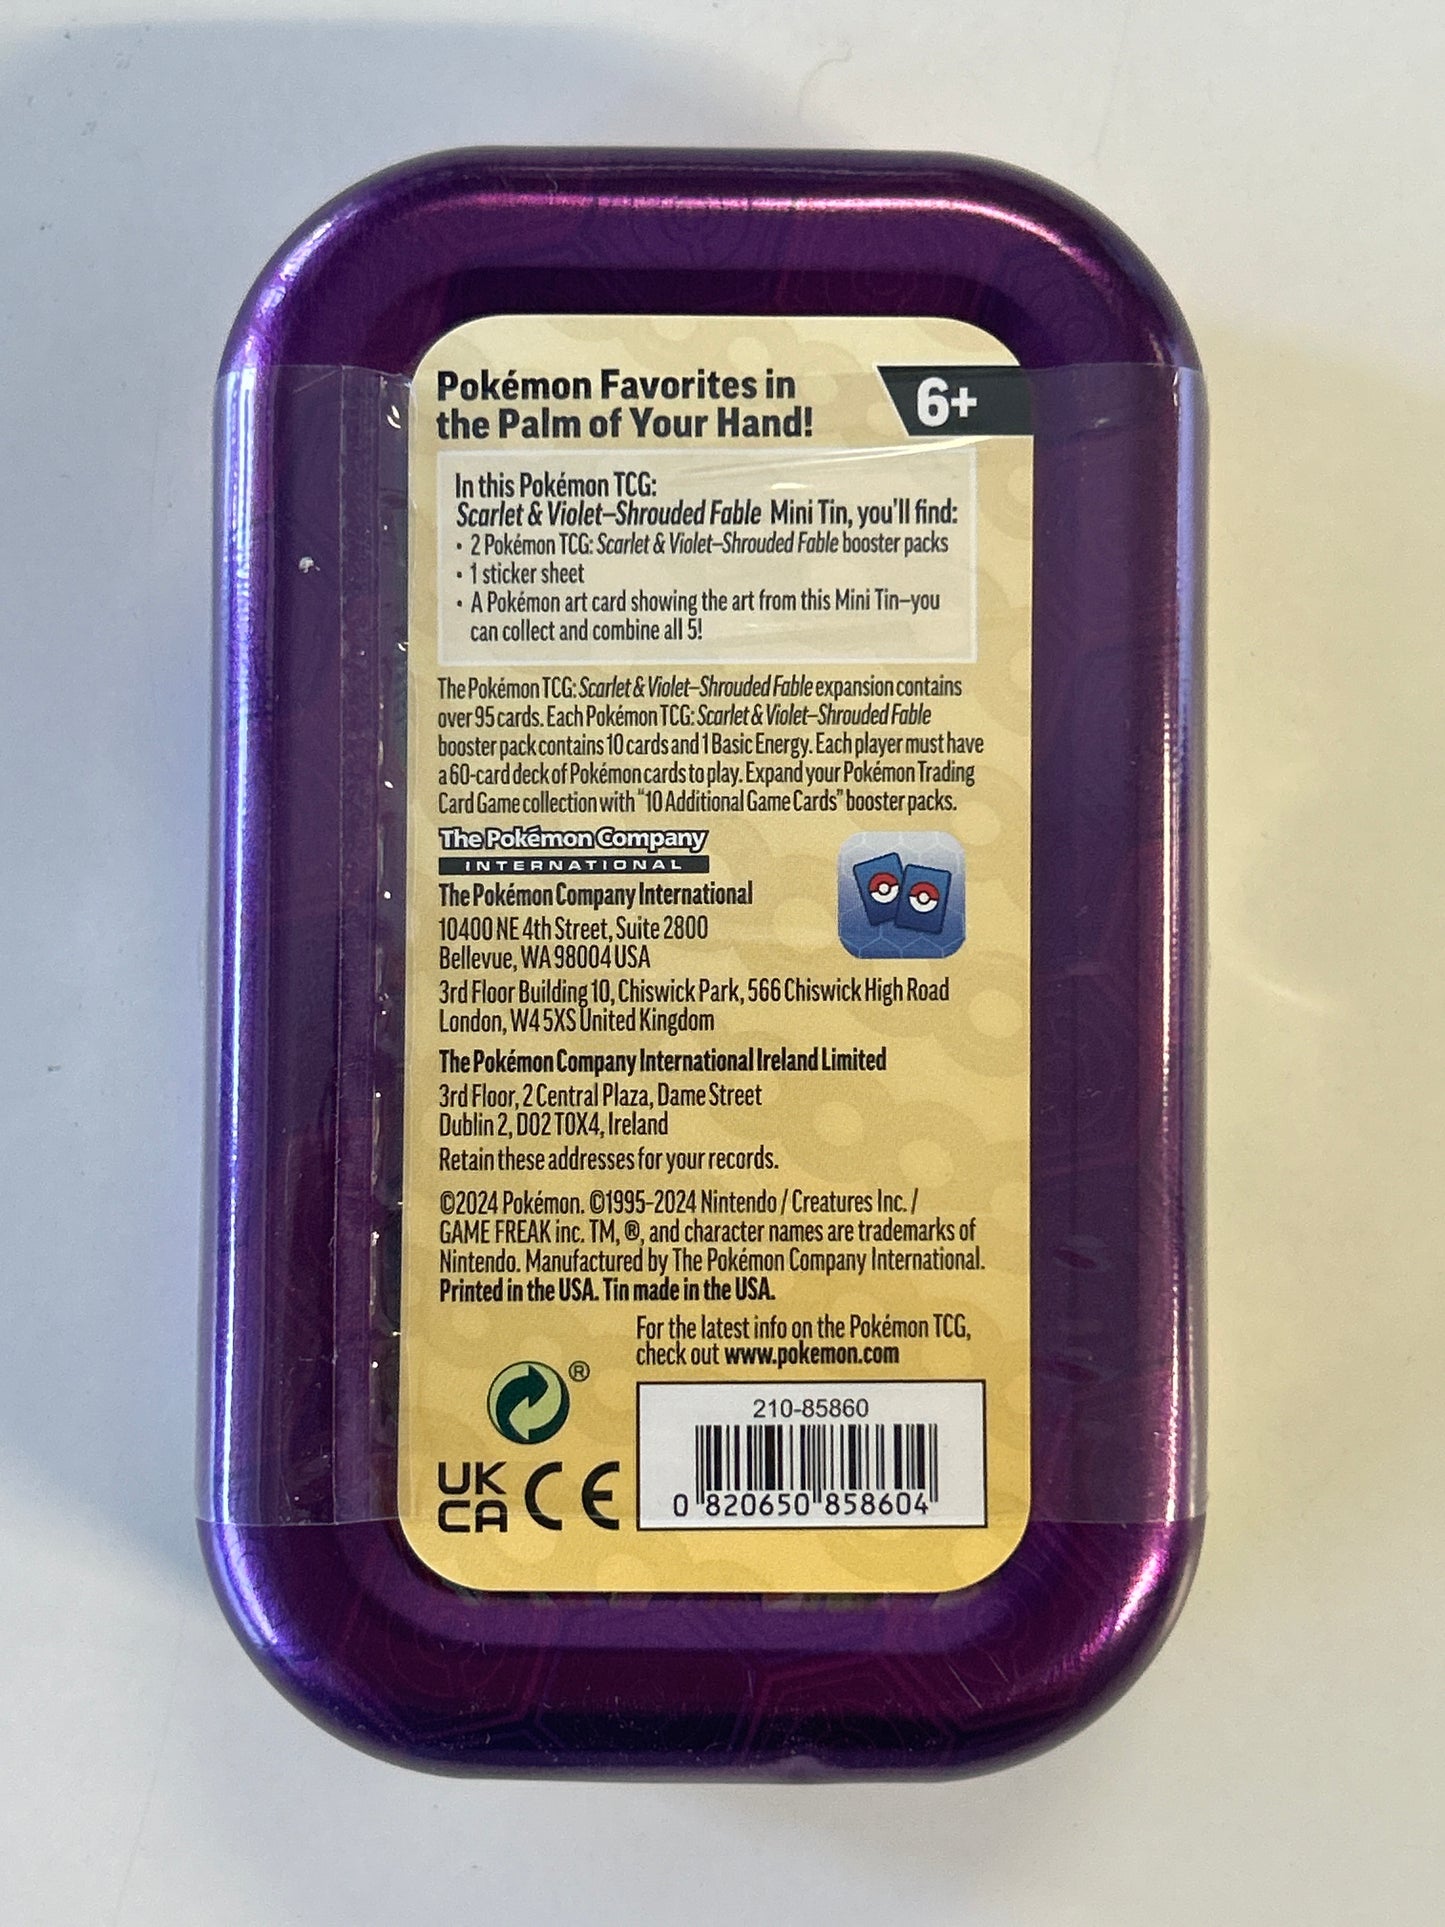 Pokémon Favorites in
the Palm of Your Hand!
6+
In this Pokémon TCG:
Scarlet & Violet–Shrouded Fable Mini Tin, you'll find:
• 2 Pokémon TCG: Scarlet & Violet–Shrouded Fable booster packs
• 1 sticker sheet
• A Pokémon art card showing the art from this Mini Tin–you
can collect and combine all 5!
The Pokémon TCG: Scarlet & Violet–Shrouded Fable expansion contains
over 95 cards. Each Pokémon TCG: Scarlet & Violet–Shrouded Fable
booster pack contains 10 cards and 1 Basic Energy. Each player must have
a 60-card deck of Pokémon cards to play. Expand your Pokémon Trading
Card Game collection with "10 Additional Game Cards" booster packs.
The Pokémon Company
INTERNATIONAL
The Pokémon Company International
10400 NE 4th Street, Suite 2800
Bellevue, WA 98004 USA
3rd Floor Building 10, Chiswick Park, 566 Chiswick High Road
London, W4 5XS United Kingdom
The Pokémon Company International Ireland Limited
3rd Floor, 2 Central Plaza, Dame Street
Dublin 2, D02 T0X4, Ireland
Retain these addresses for your records.
©2024 Pokémon. ©1995–2024 Nintendo / Creatures Inc. /
GAME FREAK inc. TM, ®, and character names are trademarks of
Nintendo. Manufactured by The Pokémon Company International.
Printed in the USA. Tin made in the USA.
For the latest info on the Pokémon TCG,
check out www.pokemon.com
®
UK
CA
CE
210-85860
0 820650 858604